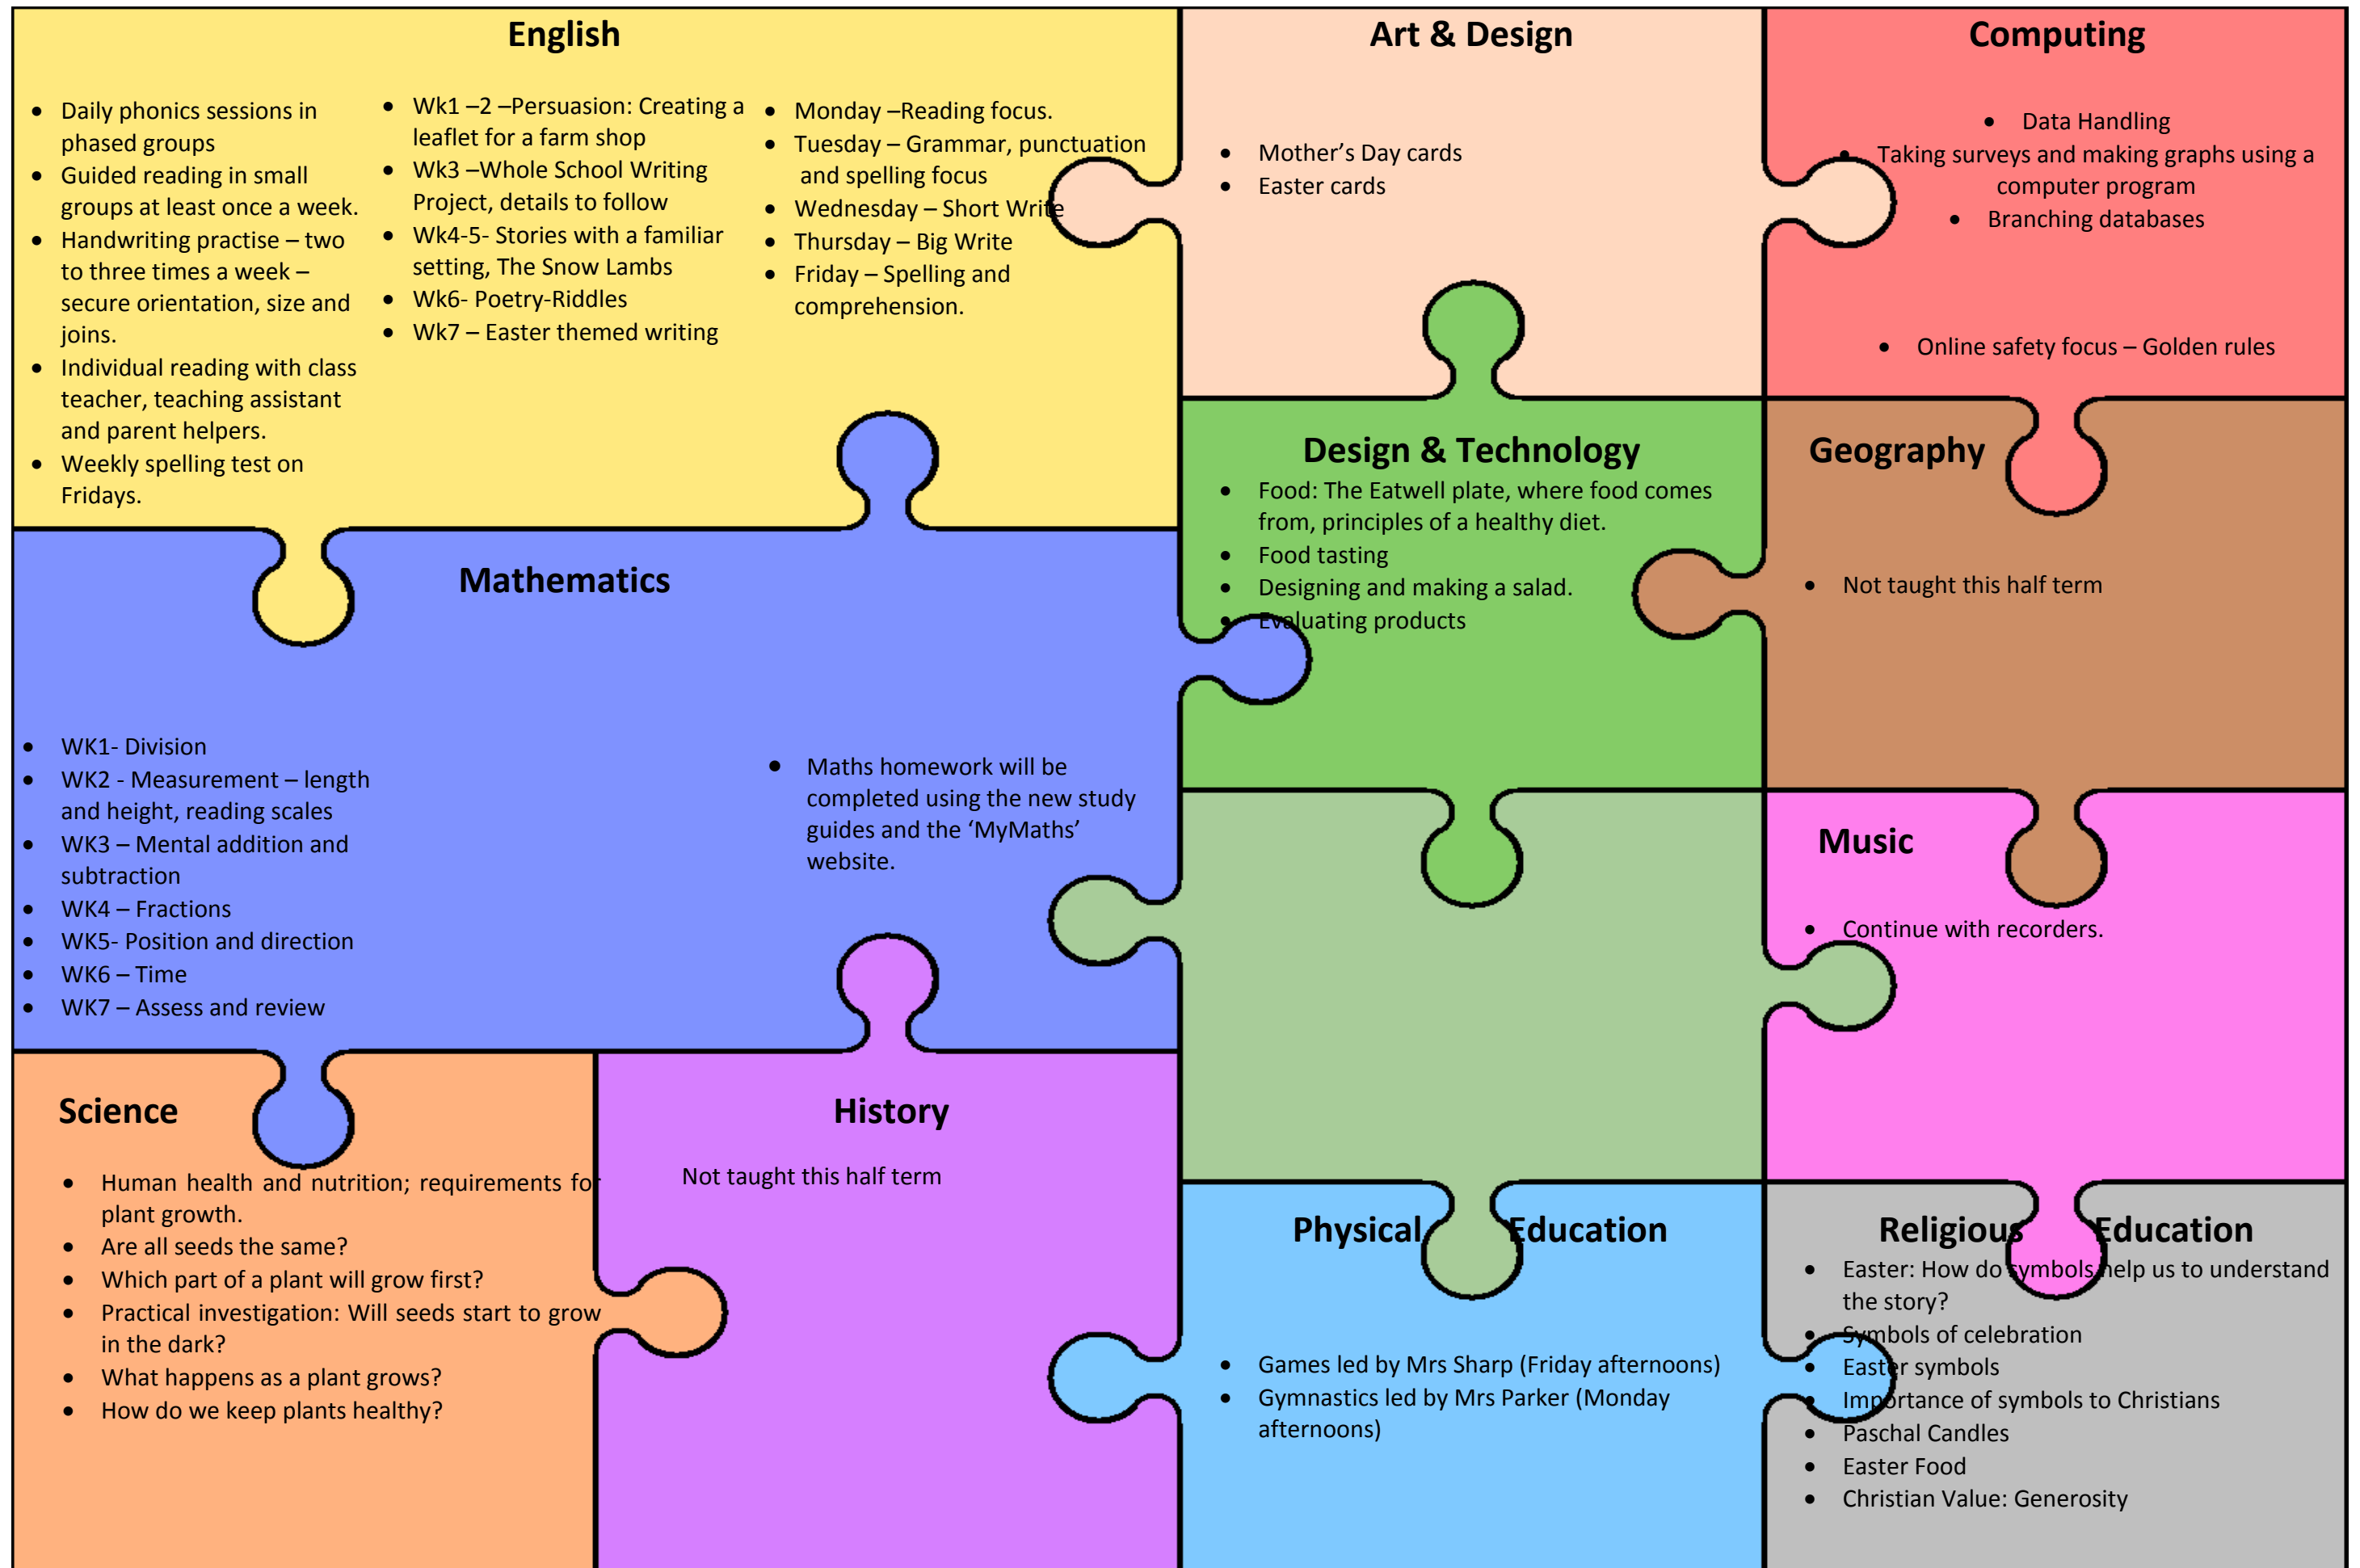 English
• Daily phonics sessions in
phased groups
• Guided reading in small
groups at least once a week.
• Handwriting practise – two
to three times a week –
secure orientation, size and
joins.
• Individual reading with class
teacher, teaching assistant
and parent helpers.
• Weekly spelling test on
Fridays.
• Wk1 –2 –Persuasion: Creating a
leaflet for a farm shop
• Wk3 –Whole School Writing
Project, details to follow
• Wk4-5- Stories with a familiar
setting, The Snow Lambs
• Wk6- Poetry-Riddles
• Wk7 – Easter themed writing
• Monday –Reading focus.
• Tuesday – Grammar, punctuation
and spelling focus
• Wednesday – Short Write
• Thursday – Big Write
• Friday – Spelling and
comprehension.
Art & Design
• Mother's Day cards
• Easter cards
Computing
• Data Handling
• Taking surveys and making graphs using a
computer program
• Branching databases
• Online safety focus – Golden rules
Design & Technology
• Food: The Eatwell plate, where food comes
from, principles of a healthy diet.
• Food tasting
• Designing and making a salad.
• Evaluating products
Geography
• Not taught this half term
Mathematics
• WK1- Division
• WK2 - Measurement – length
and height, reading scales
• WK3 – Mental addition and
subtraction
• WK4 – Fractions
• WK5- Position and direction
• WK6 – Time
• WK7 – Assess and review
• Maths homework will be
completed using the new study
guides and the ‘MyMaths’
website.
Music
• Continue with recorders.
Science
• Human health and nutrition; requirements for
plant growth.
• Are all seeds the same?
• Which part of a plant will grow first?
• Practical investigation: Will seeds start to grow
in the dark?
• What happens as a plant grows?
• How do we keep plants healthy?
History
Not taught this half term
Physical Education
• Games led by Mrs Sharp (Friday afternoons)
• Gymnastics led by Mrs Parker (Monday
afternoons)
Religious Education
• Easter: How do symbols help us to understand
the story?
• Symbols of celebration
• Easter symbols
• Importance of symbols to Christians
• Paschal Candles
• Easter Food
• Christian Value: Generosity